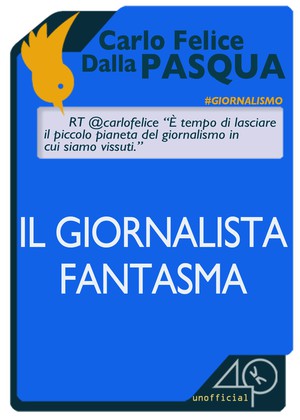 Carlo Felice
Dalla PASQUA
#GIORNALISMO
RT @carlofelice “È tempo di lasciare
il piccolo pianeta del giornalismo in
cui siamo vissuti.”
IL GIORNALISTA
FANTASMA
40K
unofficial